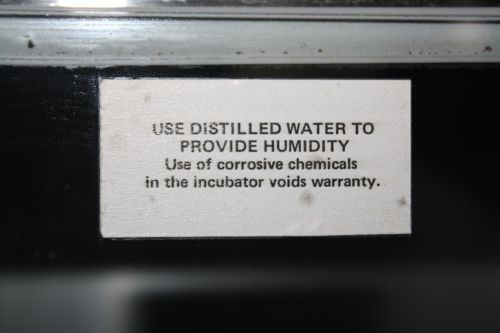 USE DISTILLED WATER TO
PROVIDE HUMIDITY
Use of corrosive chemicals
in the incubator voids warranty.